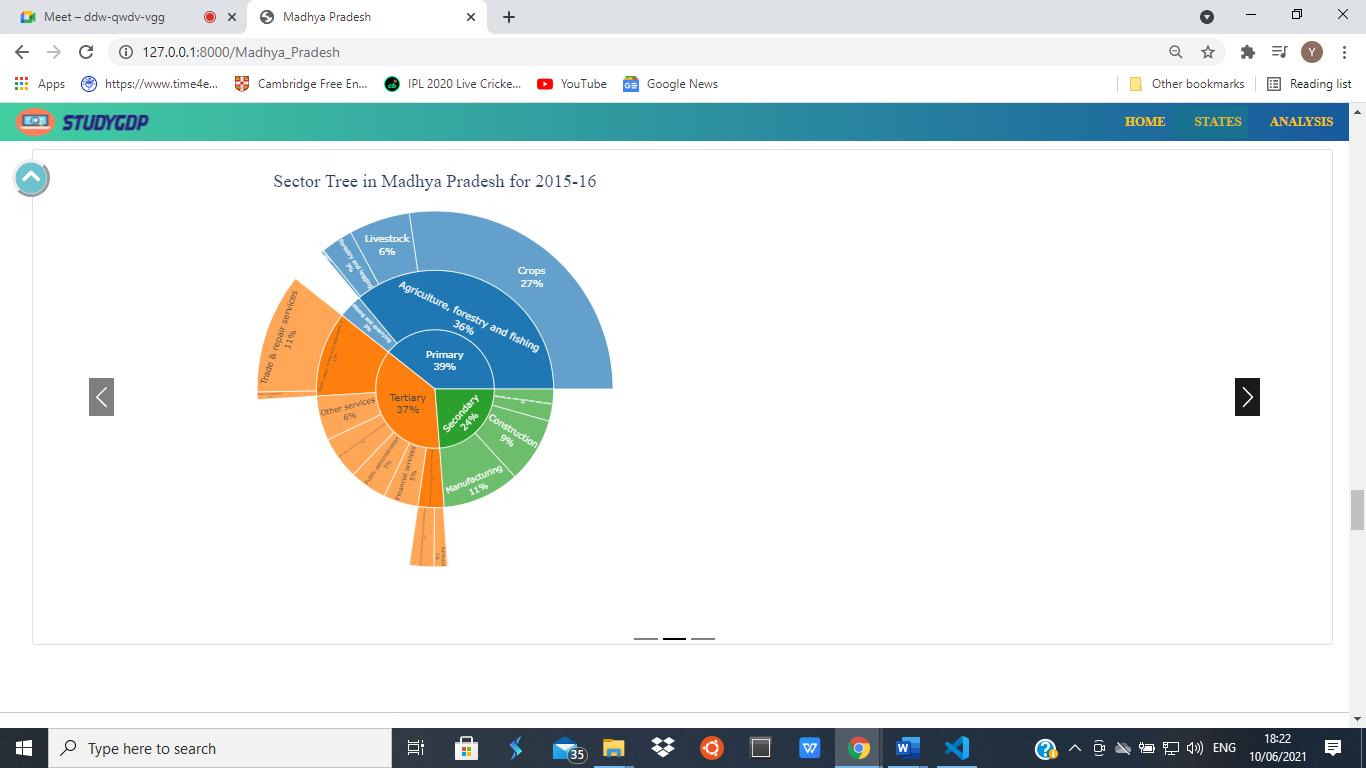 Meet – ddw-qwdv-vgg
Madhya Pradesh
127.0.0.1:8000/Madhya_Pradesh
Y
Apps
https://www.time4e...
Cambridge Free En...
IPL 2020 Live Cricke...
YouTube
Google News
Other bookmarks
Reading list
STUDYGDP
HOME
STATES
ANALYSIS
Sector Tree in Madhya Pradesh for 2015-16
Livestock
6%
Forestry and logging
3%
Crops
27%
Agriculture, forestry and fishing
36%
Mining and quarrying
3%
Primary
39%
Trade & repair services
11%
Tertiary
37%
Other services
6%
Public administration
5%
Financial services
5%
Secondary
24%
Construction
9%
Manufacturing
11%
Type here to search
35
ENG
18:22
10/06/2021